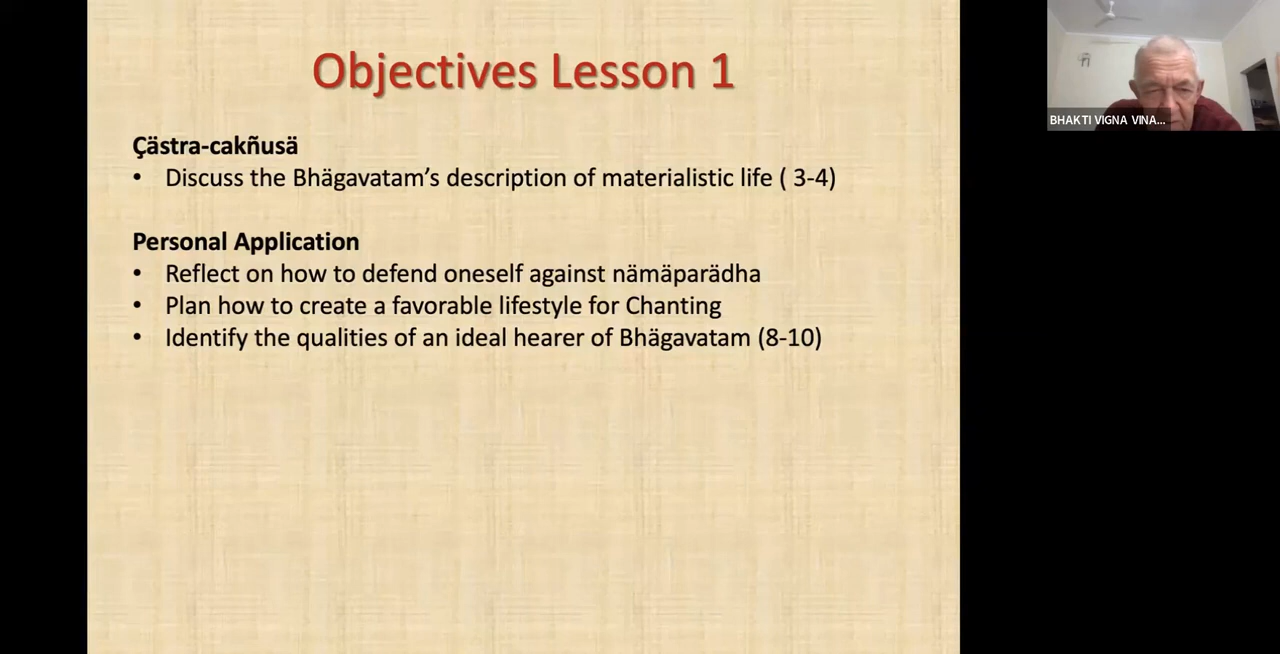 Objectives Lesson 1
Çästra-cakñusä
• Discuss the Bhägavatam’s description of materialistic life ( 3-4)
Personal Application
• Reflect on how to defend oneself against nämäparädha
• Plan how to create a favorable lifestyle for Chanting
• Identify the qualities of an ideal hearer of Bhägavatam (8-10)
BHAKTI VIGNA VINA...